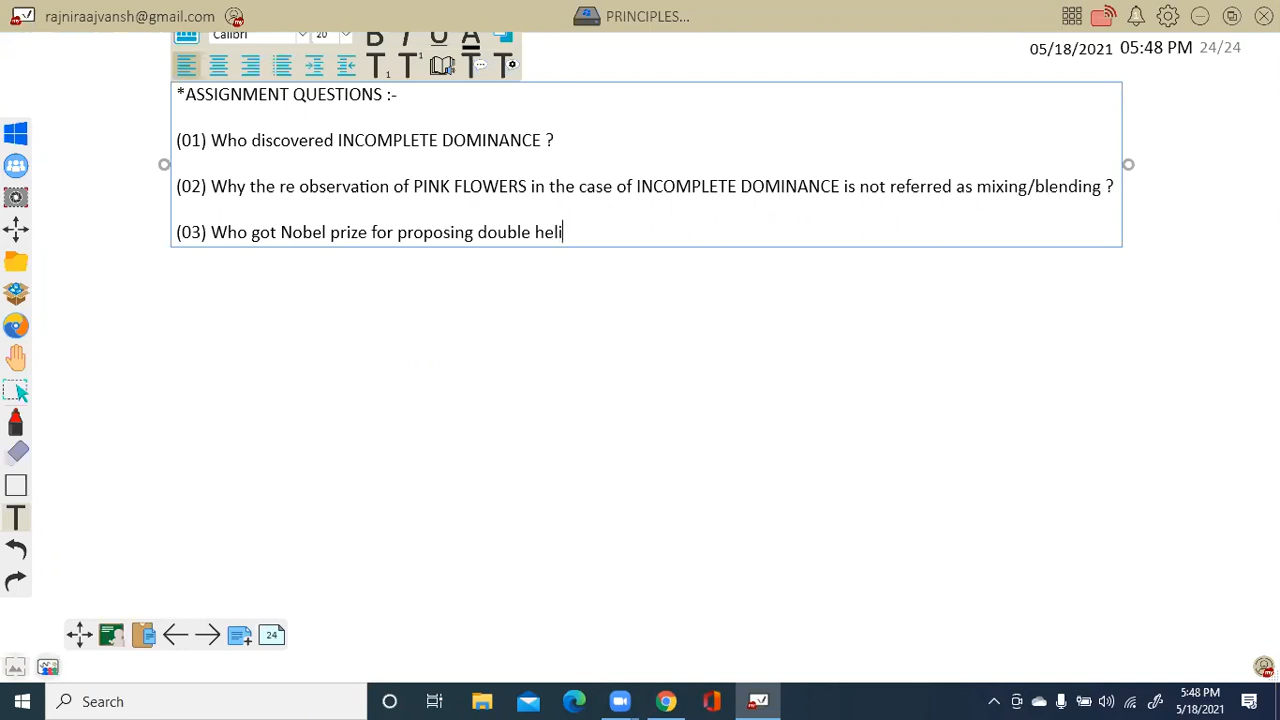 rajniraajvansh@gmail.com
PRINCIPLES...
Calibri
20
05/18/2021 05:48 PM 24/24
*ASSIGNMENT QUESTIONS :-
(01) Who discovered INCOMPLETE DOMINANCE ?
(02) Why the re observation of PINK FLOWERS in the case of INCOMPLETE DOMINANCE is not referred as mixing/blending ?
(03) Who got Nobel prize for proposing double heli
24
Search
5:48 PM
5/18/2021